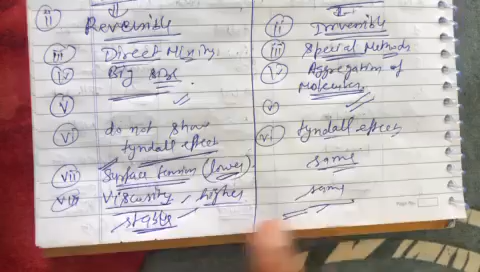 ii Reversible
iii Direct Mixing
iv Big size
v
vi do not show
tyndall effect
vii Surface tension (lower)
viii Viscosity, higher
stable
ii Irreversible
iii Special Methods
iv Aggregation of
Molecules
v
vi tyndall effect
same
same